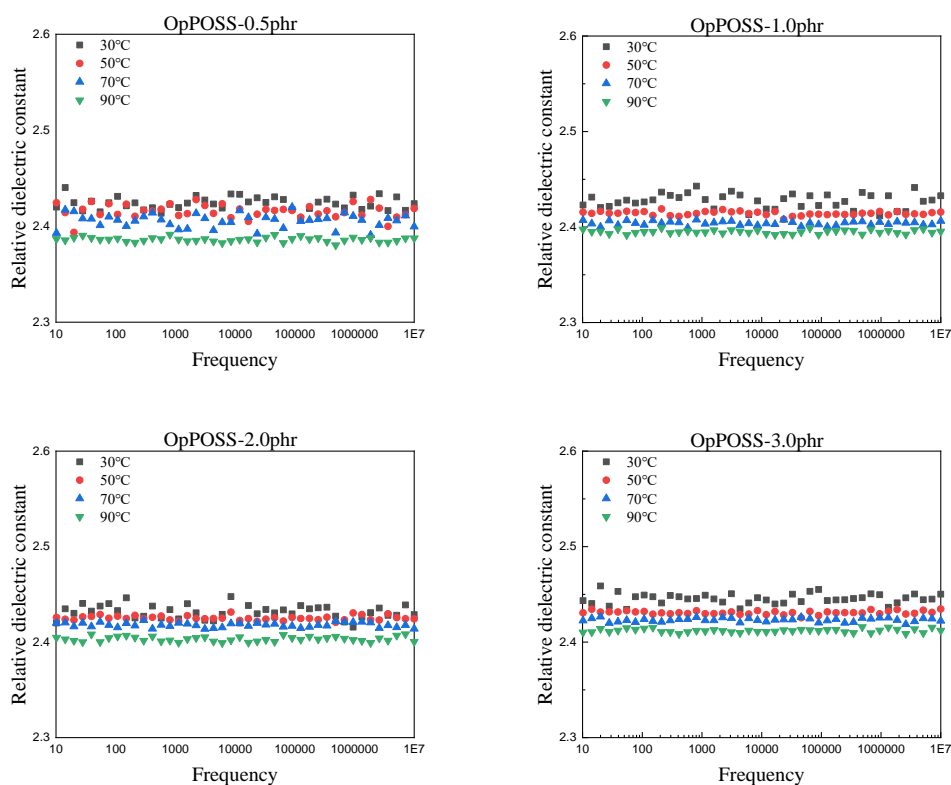 OpPOSS-0.5phr
2.6
2.5
2.4
2.3
Relative dielectric constant
30℃
50℃
70℃
90℃
10 100 1000 10000 100000 1000000 1E7
Frequency
OpPOSS-1.0phr
2.6
2.5
2.4
2.3
Relative dielectric constant
30℃
50℃
70℃
90℃
10 100 1000 10000 100000 1000000 1E7
Frequency
OpPOSS-2.0phr
2.6
2.5
2.4
2.3
Relative dielectric constant
30℃
50℃
70℃
90℃
10 100 1000 10000 100000 1000000 1E7
Frequency
OpPOSS-3.0phr
2.6
2.5
2.4
2.3
Relative dielectric constant
30℃
50℃
70℃
90℃
10 100 1000 10000 100000 1000000 1E7
Frequency